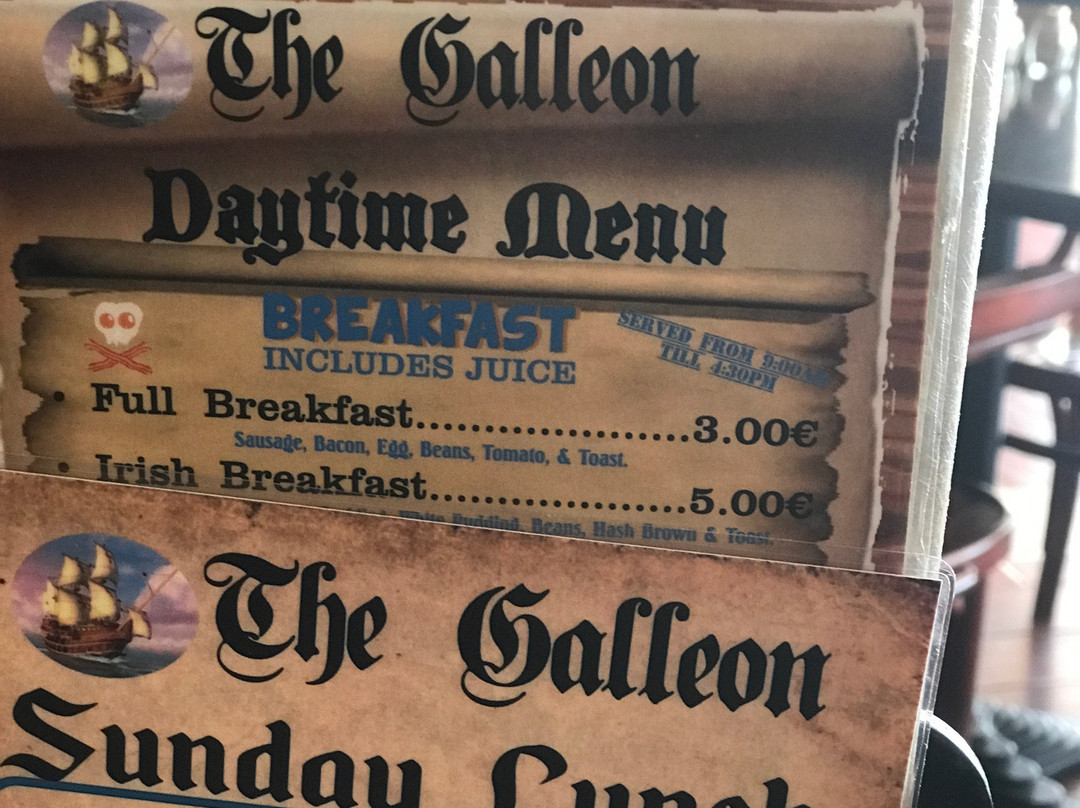 The Galleon
Daytime Menu
BREAKFAST
INCLUDES JUICE
SERVED FROM 9:00AM
TILL 4:30PM
Full Breakfast.....................3.00€
Sausage, Bacon, Egg, Beans, Tomato, & Toast.
Irish Breakfast....................5.00€
White Pudding, Beans, Hash Brown & Toast.
The Galleon
Sunday Lunch